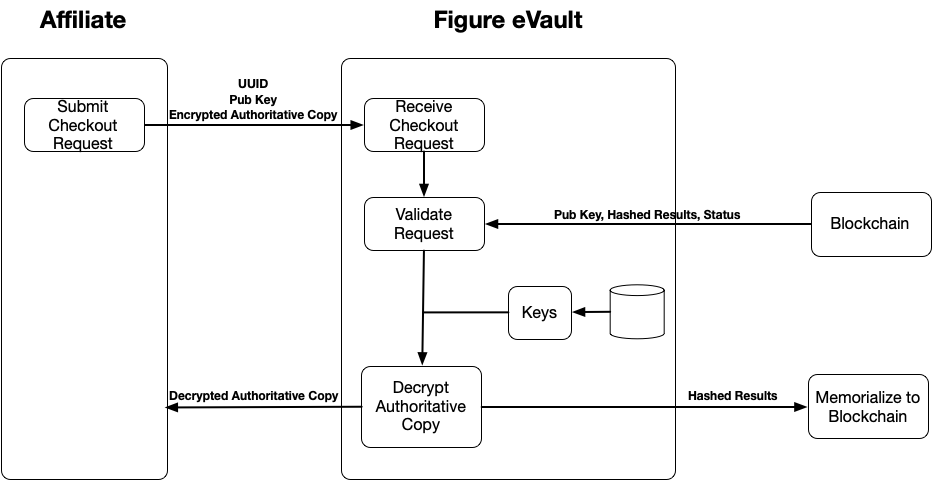 Affiliate
Figure eVault
UUID
Pub Key
Encrypted Authoritative Copy
Submit
Checkout
Request
Receive
Checkout
Request
Validate
Request
Pub Key, Hashed Results, Status
Blockchain
Keys
Decrypted Authoritative Copy
Decrypt
Authoritative
Copy
Hashed Results
Memorialize to
Blockchain